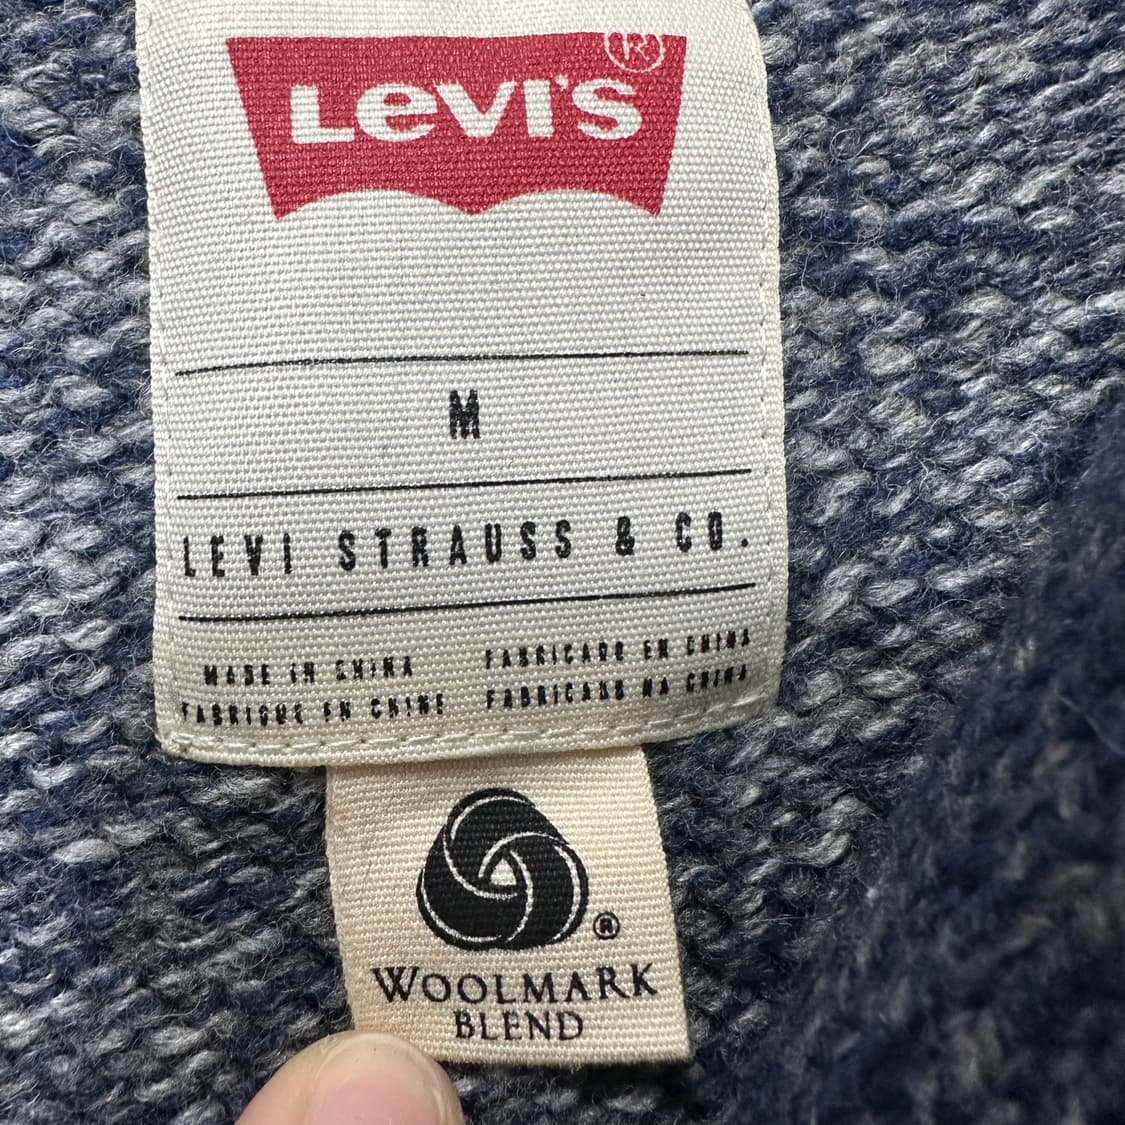 Levi's ®
M
LEVI STRAUSS & CO.
MADE IN CHINA
FABRIQUE EN CHINE
FABRICADO EN CHINA
FABRICADO NA CHINA
®
WOOLMARK
BLEND